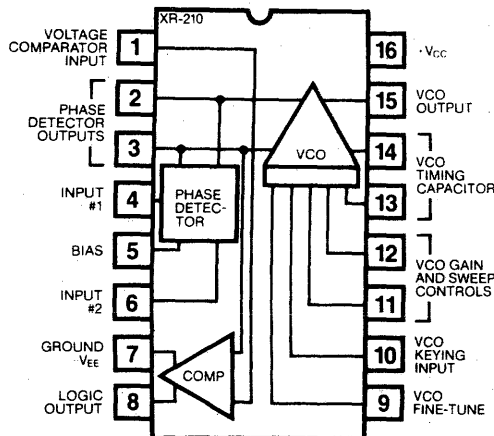 XR-210
VOLTAGE
COMPARATOR
INPUT
1
2
PHASE
DETECTOR
OUTPUTS
3
INPUT
#1
4
BIAS
5
INPUT
#2
6
GROUND
VEE
7
LOGIC
OUTPUT
8
PHASE
DETEC-
TOR
COMP
VCO
16
·VCC
15
VCO
OUTPUT
14
VCO
TIMING
CAPACITOR
13
12
VCO GAIN
AND SWEEP
CONTROLS
11
10
VCO
KEYING
INPUT
9
VCO
FINE-TUNE